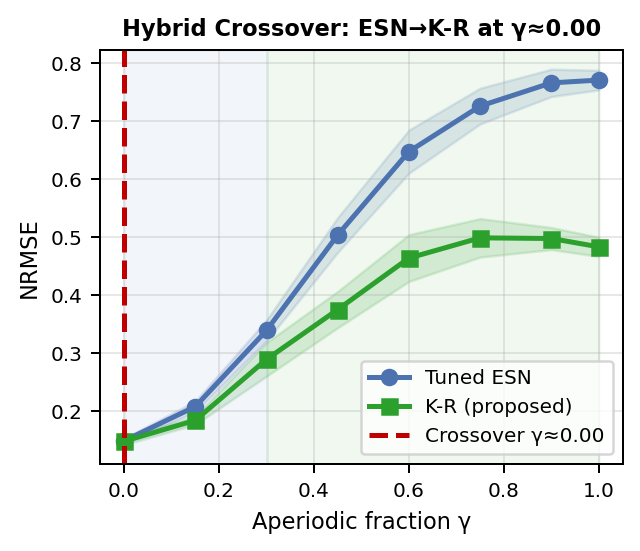 Hybrid Crossover: ESN→K-R at γ≈0.00
NRMSE
0.8
0.7
0.6
0.5
0.4
0.3
0.2
Tuned ESN
K-R (proposed)
Crossover γ≈0.00
0.0 0.2 0.4 0.6 0.8 1.0
Aperiodic fraction γ